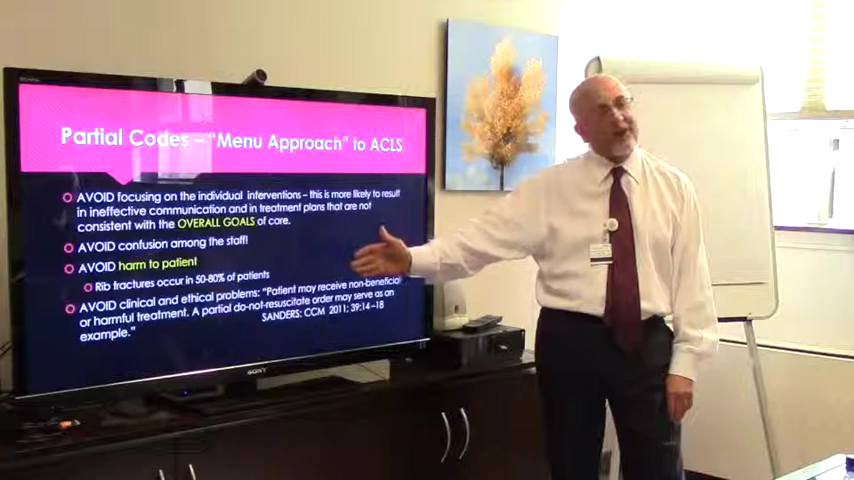 Partial Codes – "Menu Approach" to ACLS
AVOID focusing on the individual interventions – this is more likely to result
in ineffective communication and in treatment plans that are not
consistent with the OVERALL GOALS of care.
AVOID confusion among the staff!
AVOID harm to patient
Rib fractures occur in 50-80% of patients
AVOID clinical and ethical problems: "Patient may receive non-beneficial
or harmful treatment. A partial do-not-resuscitate order may serve as an
example." SANDERS: CCM 2011; 39:14–18
SONY